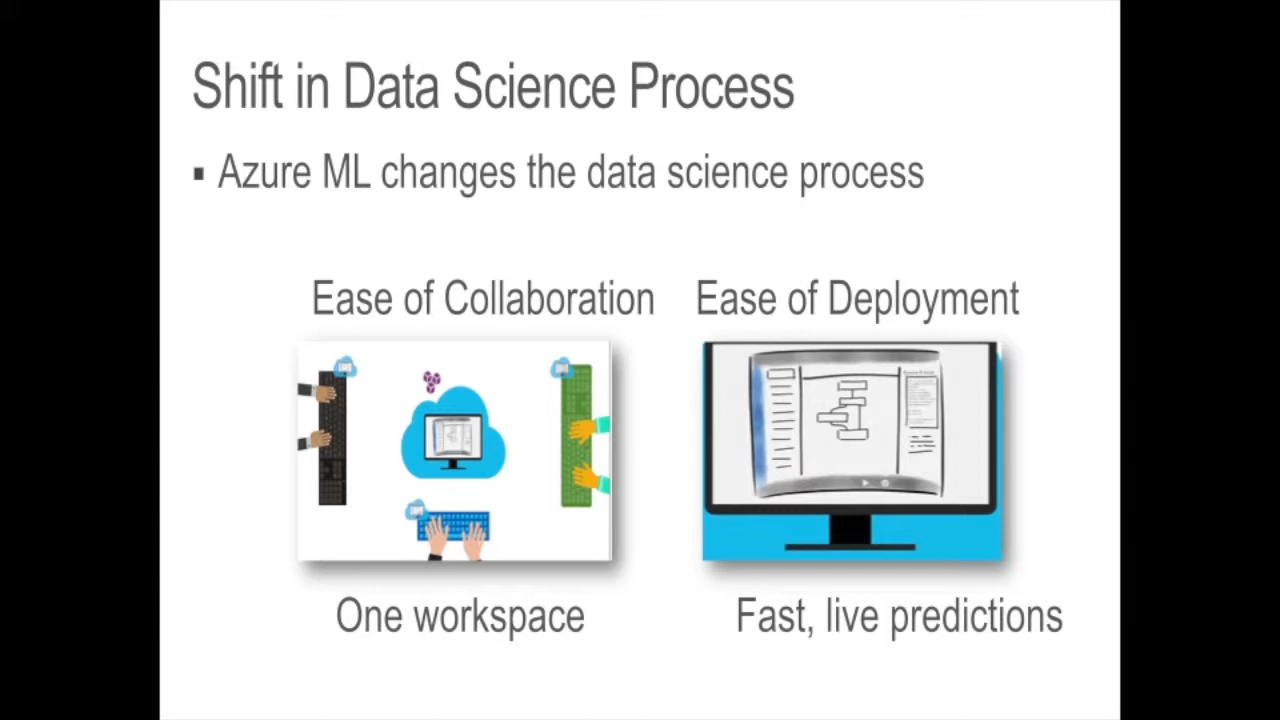 Shift in Data Science Process
▪ Azure ML changes the data science process
Ease of Collaboration
Ease of Deployment
One workspace
Fast, live predictions